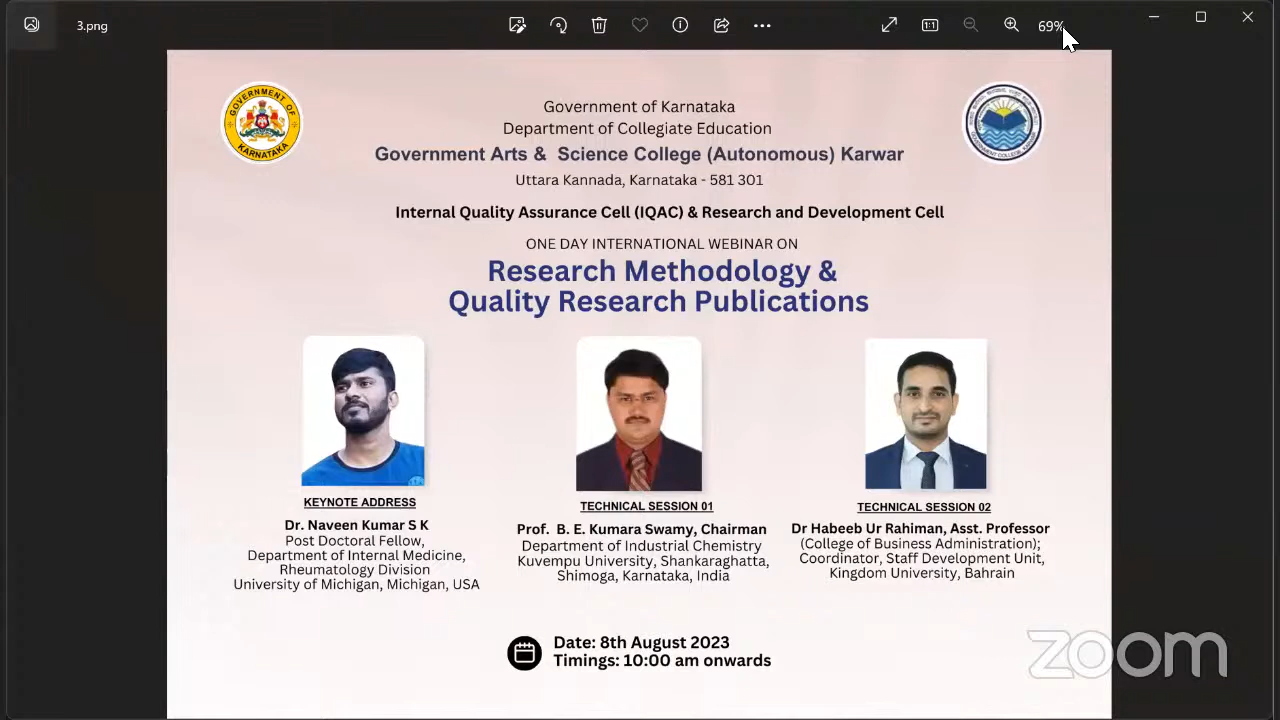 3.png
69%
GOVERNMENT OF
KARNATAKA
Government of Karnataka
Department of Collegiate Education
Government Arts & Science College (Autonomous) Karwar
Uttara Kannada, Karnataka - 581 301
Internal Quality Assurance Cell (IQAC) & Research and Development Cell
ONE DAY INTERNATIONAL WEBINAR ON
Research Methodology &
Quality Research Publications
KEYNOTE ADDRESS
Dr. Naveen Kumar S K
Post Doctoral Fellow,
Department of Internal Medicine,
Rheumatology Division
University of Michigan, Michigan, USA
TECHNICAL SESSION 01
Prof. B. E. Kumara Swamy, Chairman
Department of Industrial Chemistry
Kuvempu University, Shankaraghatta,
Shimoga, Karnataka, India
TECHNICAL SESSION 02
Dr Habeeb Ur Rahiman, Asst. Professor
(College of Business Administration);
Coordinator, Staff Development Unit,
Kingdom University, Bahrain
Date: 8th August 2023
Timings: 10:00 am onwards
zoom